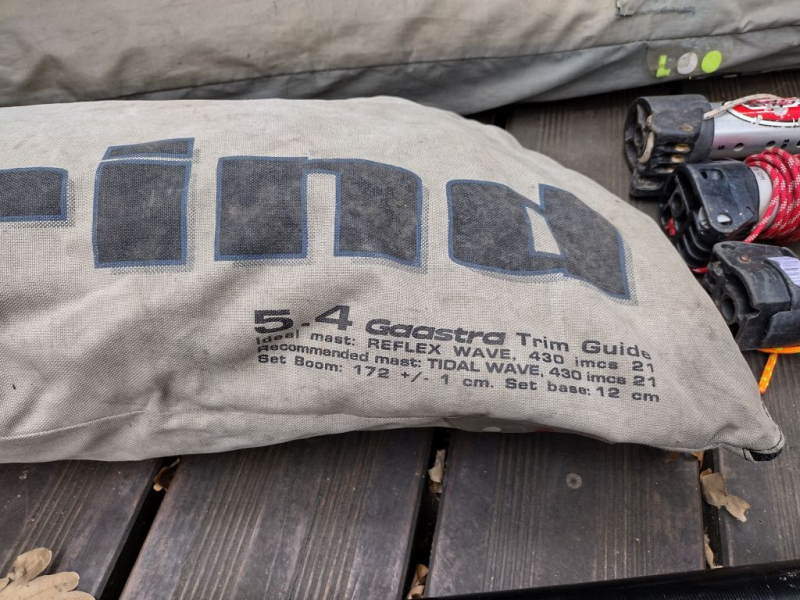 ina
5.4 Gaastra Trim Guide
Ideal mast: REFLEX WAVE, 430 imcs 21
Recommended mast: TIDAL WAVE, 430 imcs 21
Set Boom: 172 +/- 1 cm. Set base: 12 cm